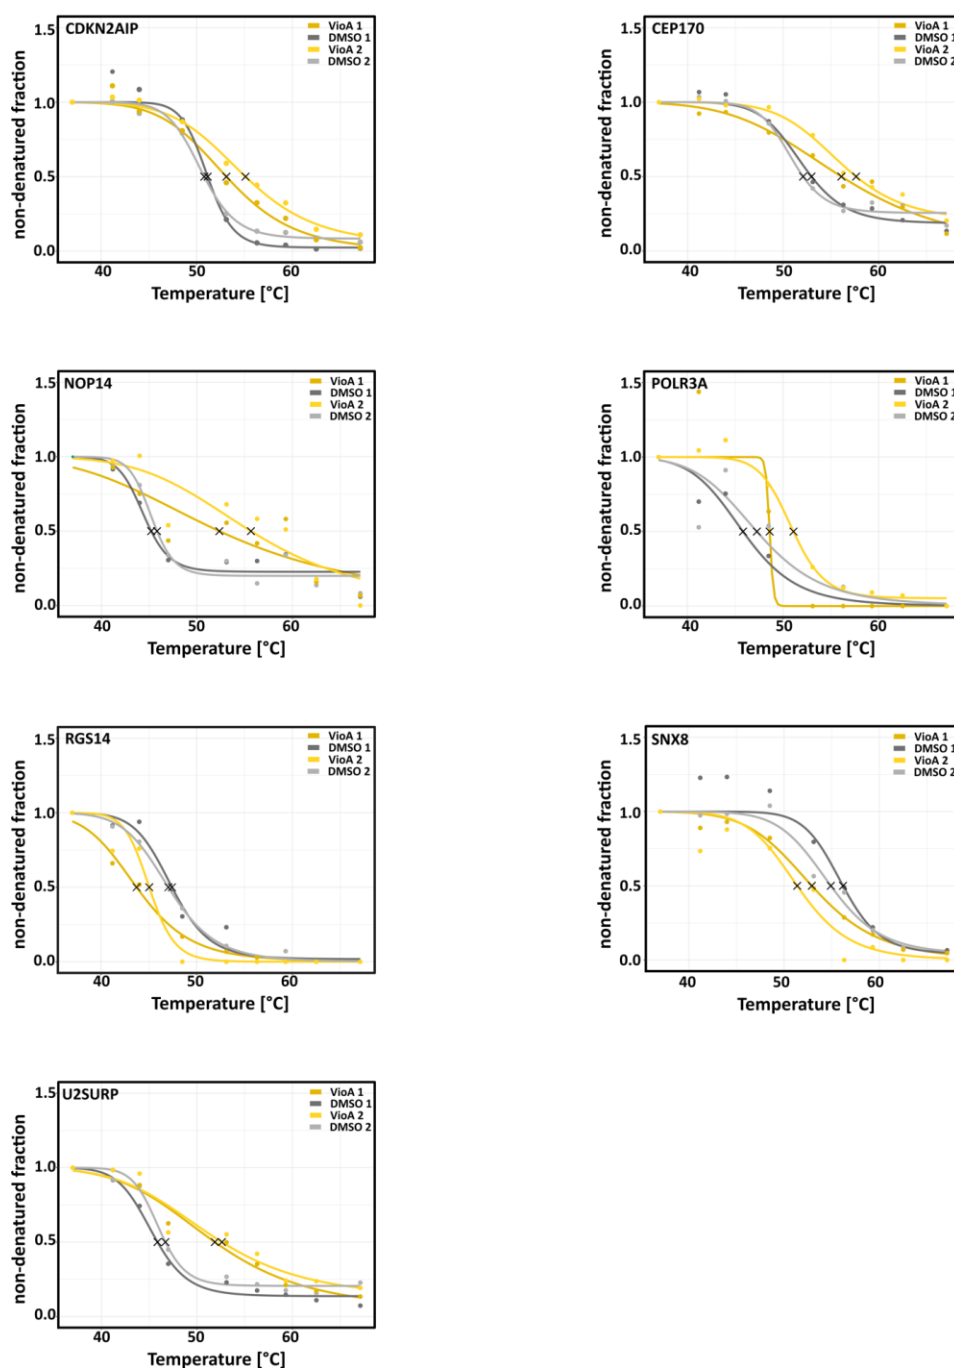 CDKN2AIP
VioA 1
DMSO 1
VioA 2
DMSO 2
non-denatured fraction
1.5
1.0
0.5
0.0
40
50
60
Temperature [°C]
CEP170
VioA 1
DMSO 1
VioA 2
DMSO 2
non-denatured fraction
1.5
1.0
0.5
0.0
40
50
60
Temperature [°C]
NOP14
VioA 1
DMSO 1
VioA 2
DMSO 2
non-denatured fraction
1.5
1.0
0.5
0.0
40
50
60
Temperature [°C]
POLR3A
VioA 1
DMSO 1
VioA 2
DMSO 2
non-denatured fraction
1.5
1.0
0.5
0.0
40
50
60
Temperature [°C]
RGS14
VioA 1
DMSO 1
VioA 2
DMSO 2
non-denatured fraction
1.5
1.0
0.5
0.0
40
50
60
Temperature [°C]
SNX8
VioA 1
DMSO 1
VioA 2
DMSO 2
non-denatured fraction
1.5
1.0
0.5
0.0
40
50
60
Temperature [°C]
U2SURP
VioA 1
DMSO 1
VioA 2
DMSO 2
non-denatured fraction
1.5
1.0
0.5
0.0
40
50
60
Temperature [°C]